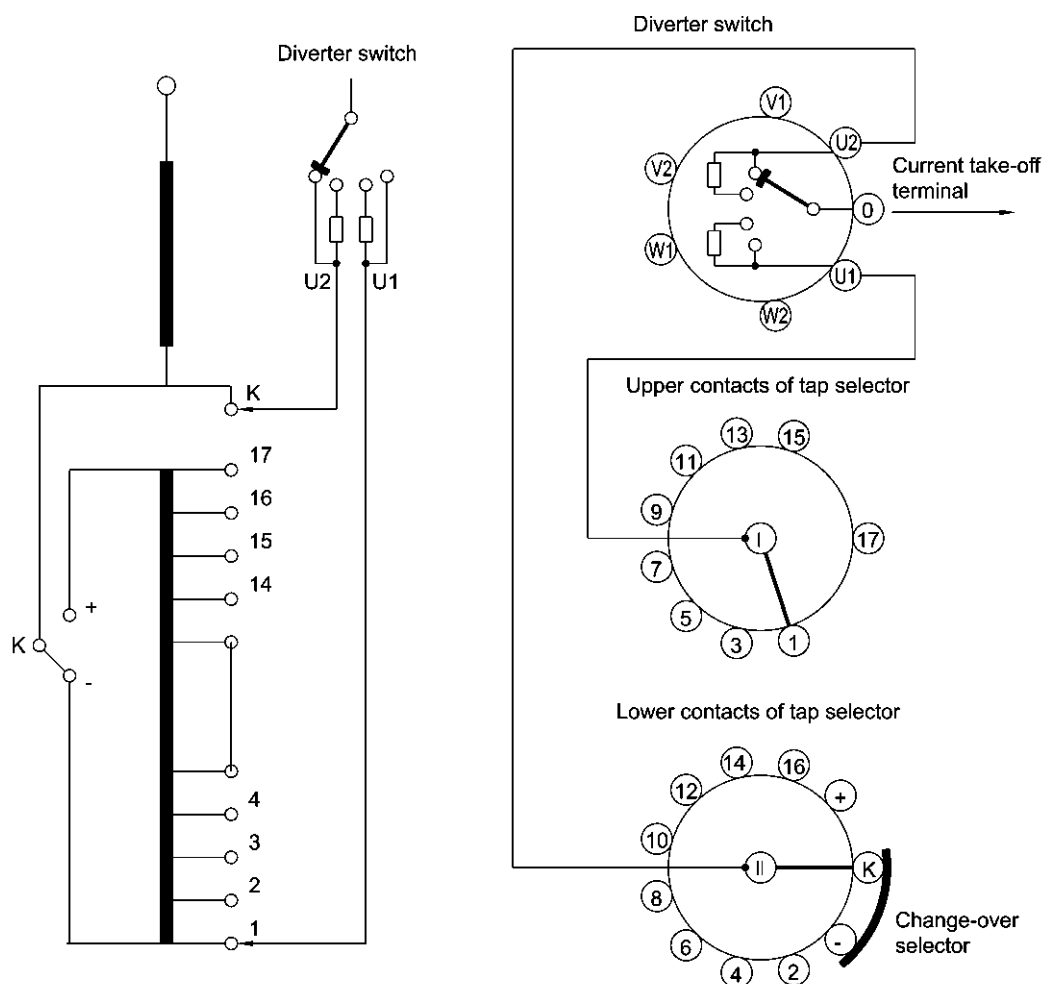 Diverter switch
U2
U1
K
17
16
15
14
+
K
-
4
3
2
1
Diverter switch
V1
U2
V2
Current take-off
terminal
0
W1
U1
W2
Upper contacts of tap selector
13
15
11
9
I
17
7
5
3
1
Lower contacts of tap selector
14
16
12
+
10
II
K
8
Change-over
selector
6
-
4
2